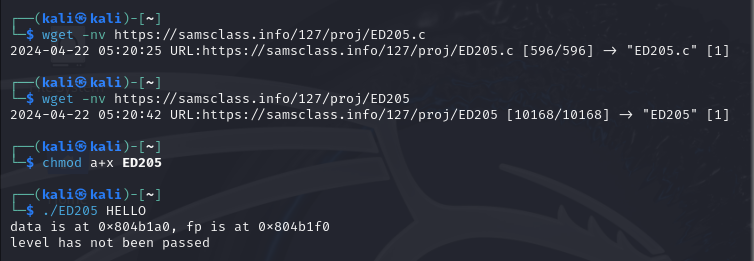 ┌──(kali㉿kali)-[~]
└─$ wget -nv https://samsclass.info/127/proj/ED205.c
2024-04-22 05:20:25 URL:https://samsclass.info/127/proj/ED205.c [596/596] → "ED205.c" [1]
┌──(kali㉿kali)-[~]
└─$ wget -nv https://samsclass.info/127/proj/ED205
2024-04-22 05:20:42 URL:https://samsclass.info/127/proj/ED205 [10168/10168] → "ED205" [1]
┌──(kali㉿kali)-[~]
└─$ chmod a+x ED205
┌──(kali㉿kali)-[~]
└─$ ./ED205 HELLO
data is at 0×804b1a0, fp is at 0×804b1f0
level has not been passed